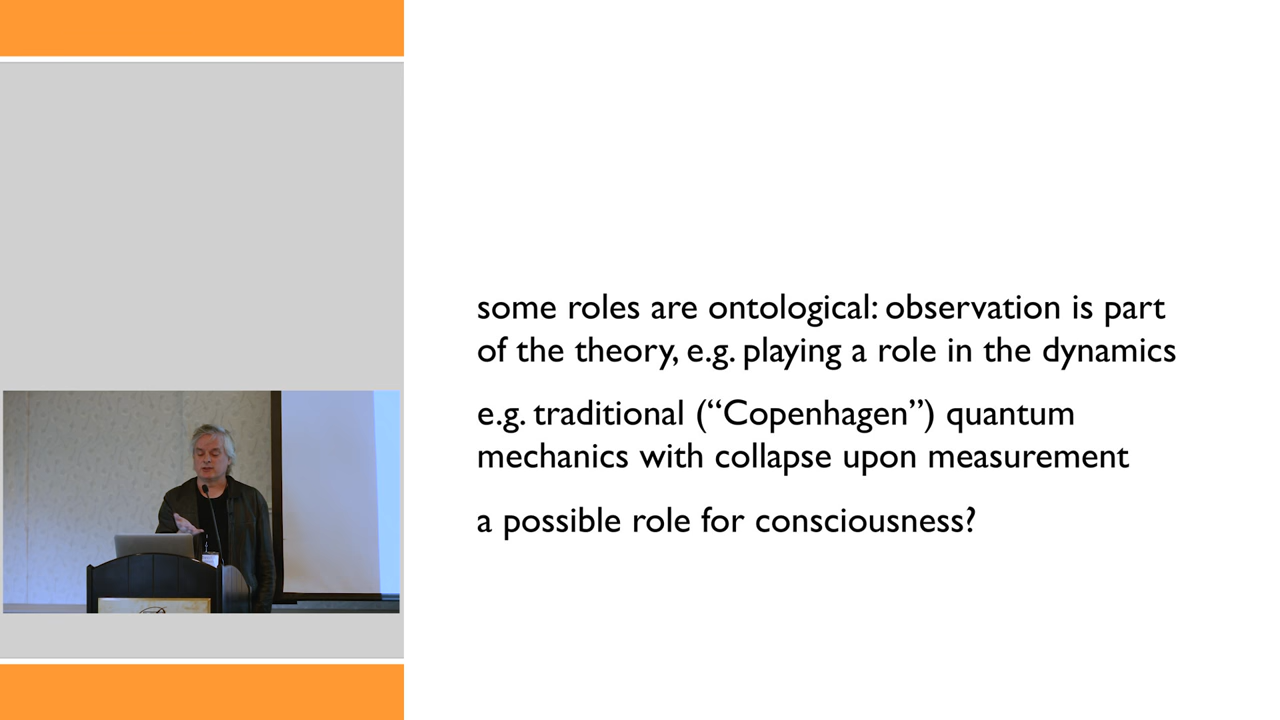 some roles are ontological: observation is part
of the theory, e.g. playing a role in the dynamics
e.g. traditional (“Copenhagen”) quantum
mechanics with collapse upon measurement
a possible role for consciousness?